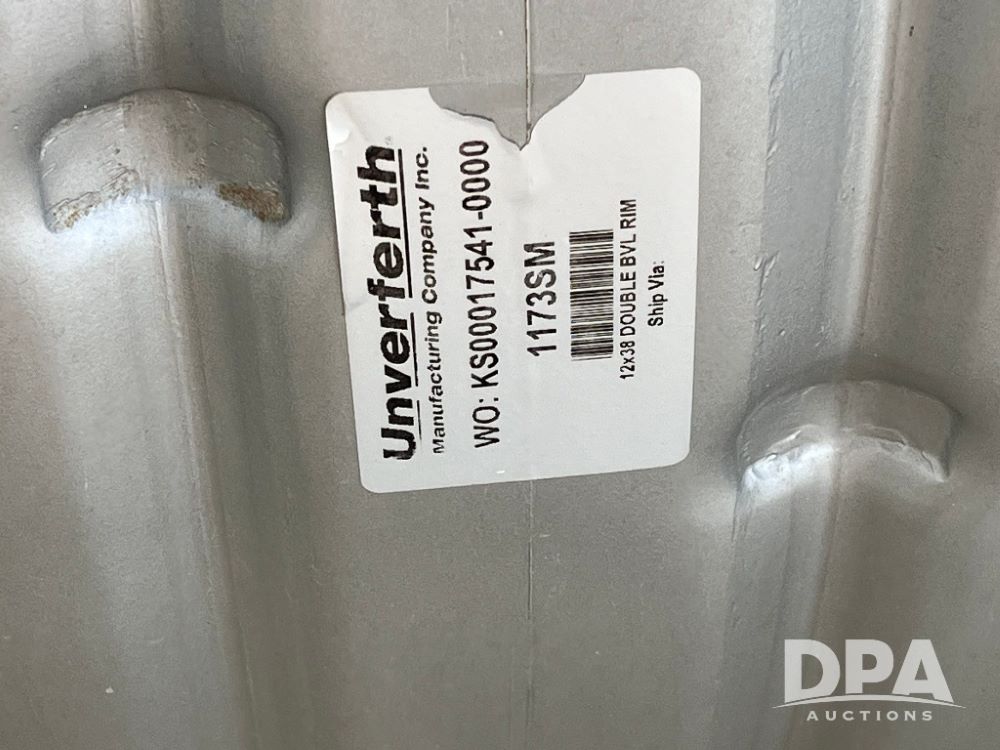 Unverferth
Manufacturing Company Inc.
WO: KS00017541-0000
1173SM
12x38 DOUBLE BVL RIM
Ship Via:
DPA
AUCTIONS